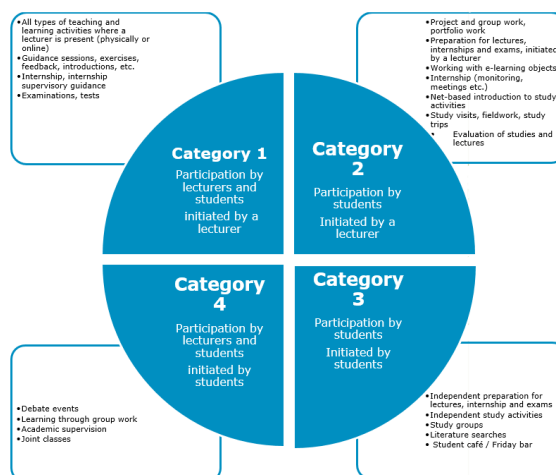 •All types of teaching and
learning activities where a
lecturer is present (physically or
online)
•Guidance sessions, exercises,
feedback, introductions, etc.
•Internship, internship
supervisory guidance
•Examinations, tests
•Project and group work,
portfolio work
•Preparation for lectures,
internships and exams, initiated
by a lecturer
•Working with e-learning objects
•Internship (monitoring,
meetings etc.)
•Net-based introduction to study
activities
•Study visits, fieldwork, study
trips
• Evaluation of studies and
lectures
Category 1
Participation by
lecturers and
students
initiated by a
lecturer
Category
2
Participation by
students
Initiated by a
lecturer
Category
4
Participation by
lecturers and
students
initiated by
students
Category
3
Participation by
students
Initiated by
students
•Debate events
•Learning through group work
•Academic supervision
•Joint classes
•Independent preparation for
lectures, internship and exams
•Independent study activities
•Study groups
•Literature searches
• Student café / Friday bar